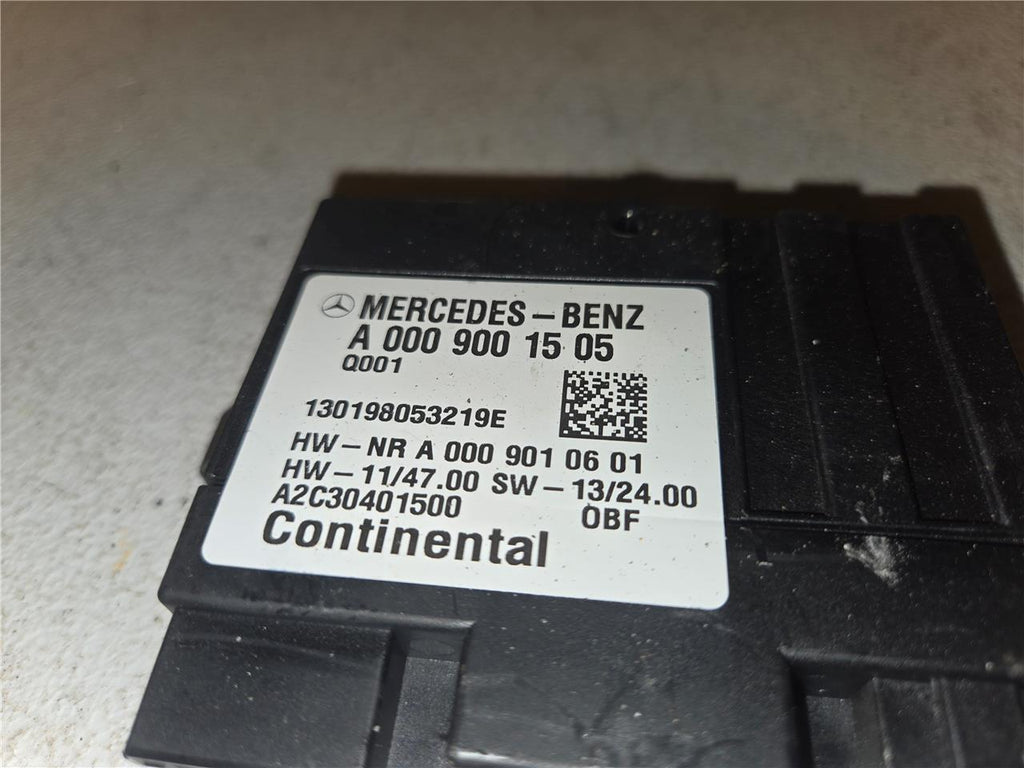 MERCEDES-BENZ
A 000 900 15 05
Q001
130198053219E
HW-NR A 000 901 06 01
HW-11/47.00 SW-13/24.00
A2C30401500 OBF
Continental